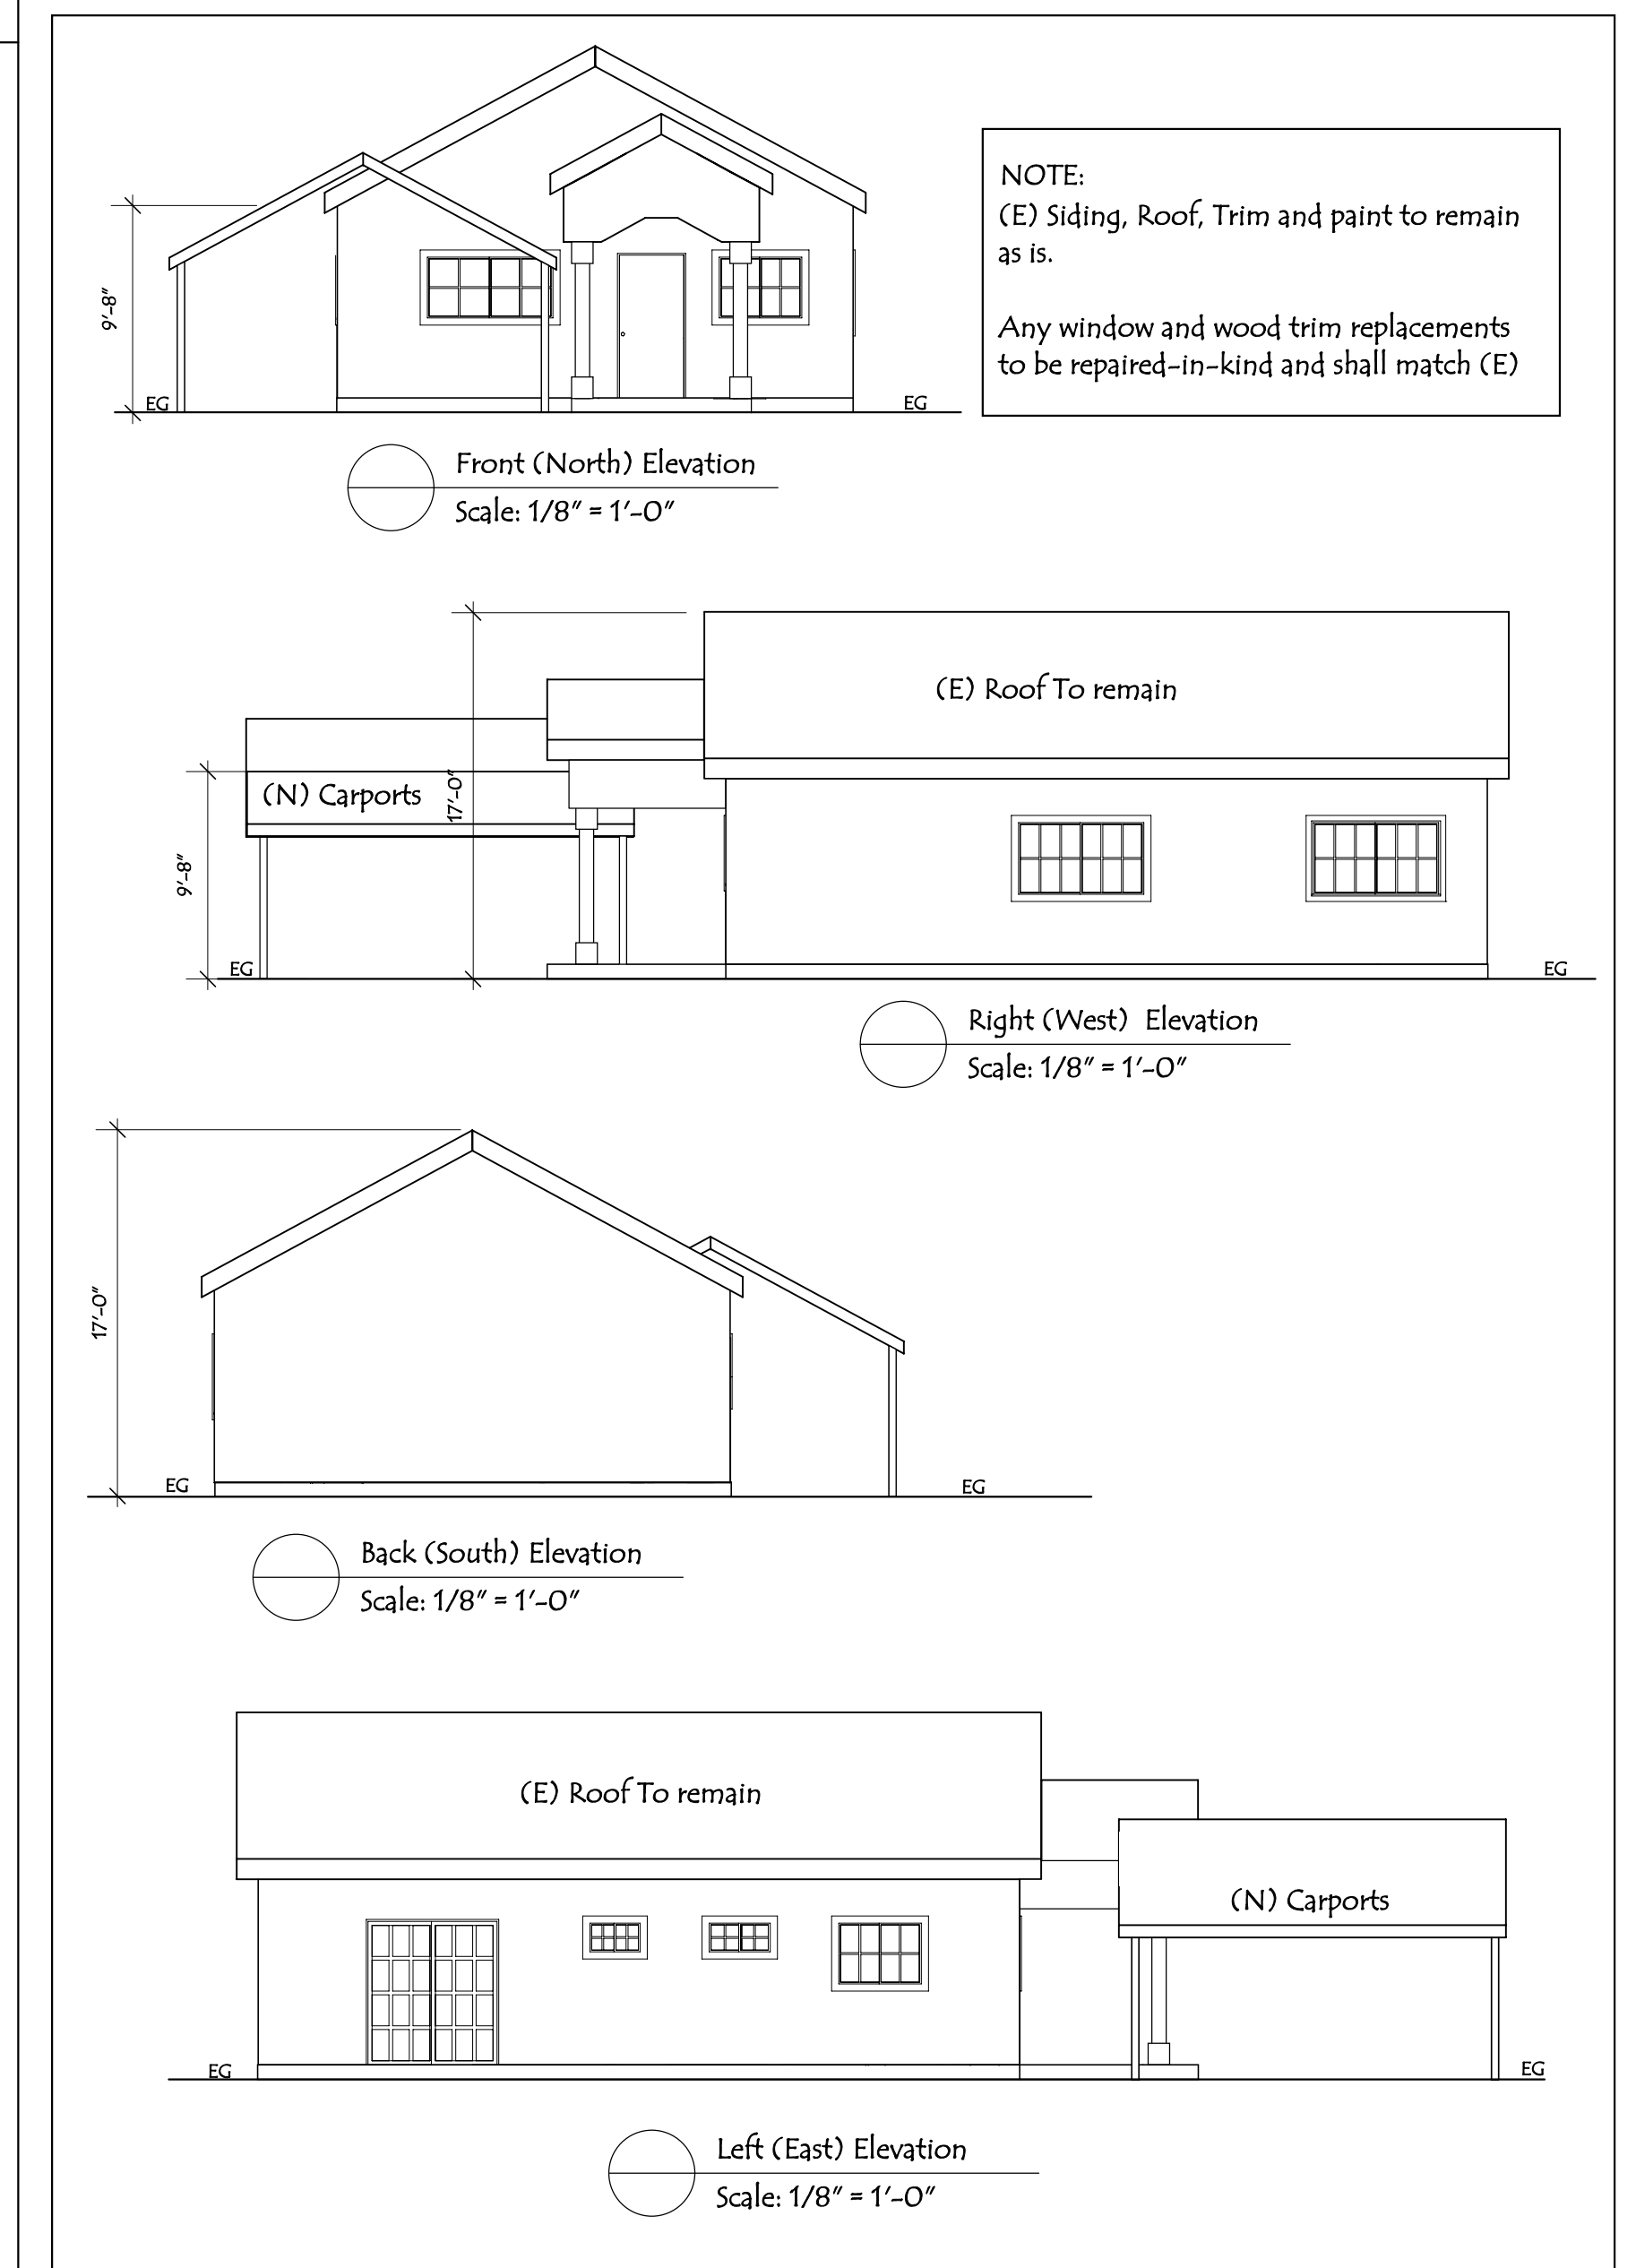 NOTE:
(E) Siding, Roof, Trim and paint to remain
as is.
Any window and wood trim replacements
to be repaired-in-kind and shall match (E)
9'-8"
EG
EG
Front (North) Elevation
Scale: 1/8" = 1'-0"
(E) Roof To remain
(N) Carports
17'-0"
9'-8"
EG
EG
Right (West) Elevation
Scale: 1/8" = 1'-0"
17'-0"
EG
EG
Back (South) Elevation
Scale: 1/8" = 1'-0"
(E) Roof To remain
(N) Carports
EG
EG
Left (East) Elevation
Scale: 1/8" = 1'-0"